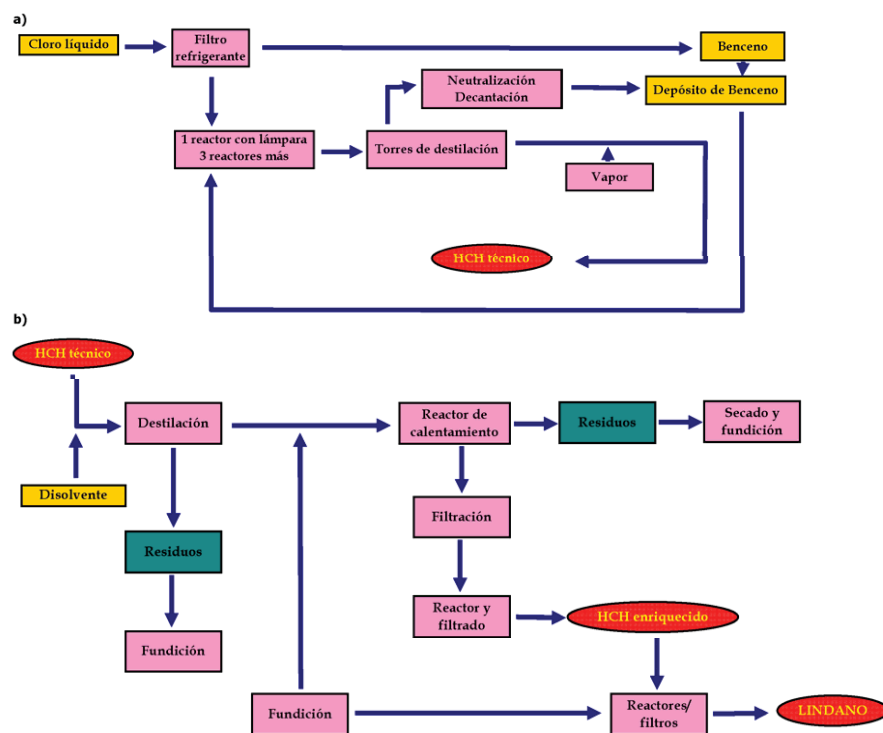 a)
Cloro líquido
Filtro
refrigerante
Benceno
Neutralización
Decantación
Depósito de Benceno
1 reactor con lámpara
3 reactores más
Torres de destilación
Vapor
HCH técnico
b)
HCH técnico
Destilación
Reactor de
calentamiento
Residuos
Secado y
fundición
Disolvente
Filtración
Residuos
Reactor y
filtrado
HCH enriquecido
Fundición
Fundición
Reactores/
filtros
LINDANO